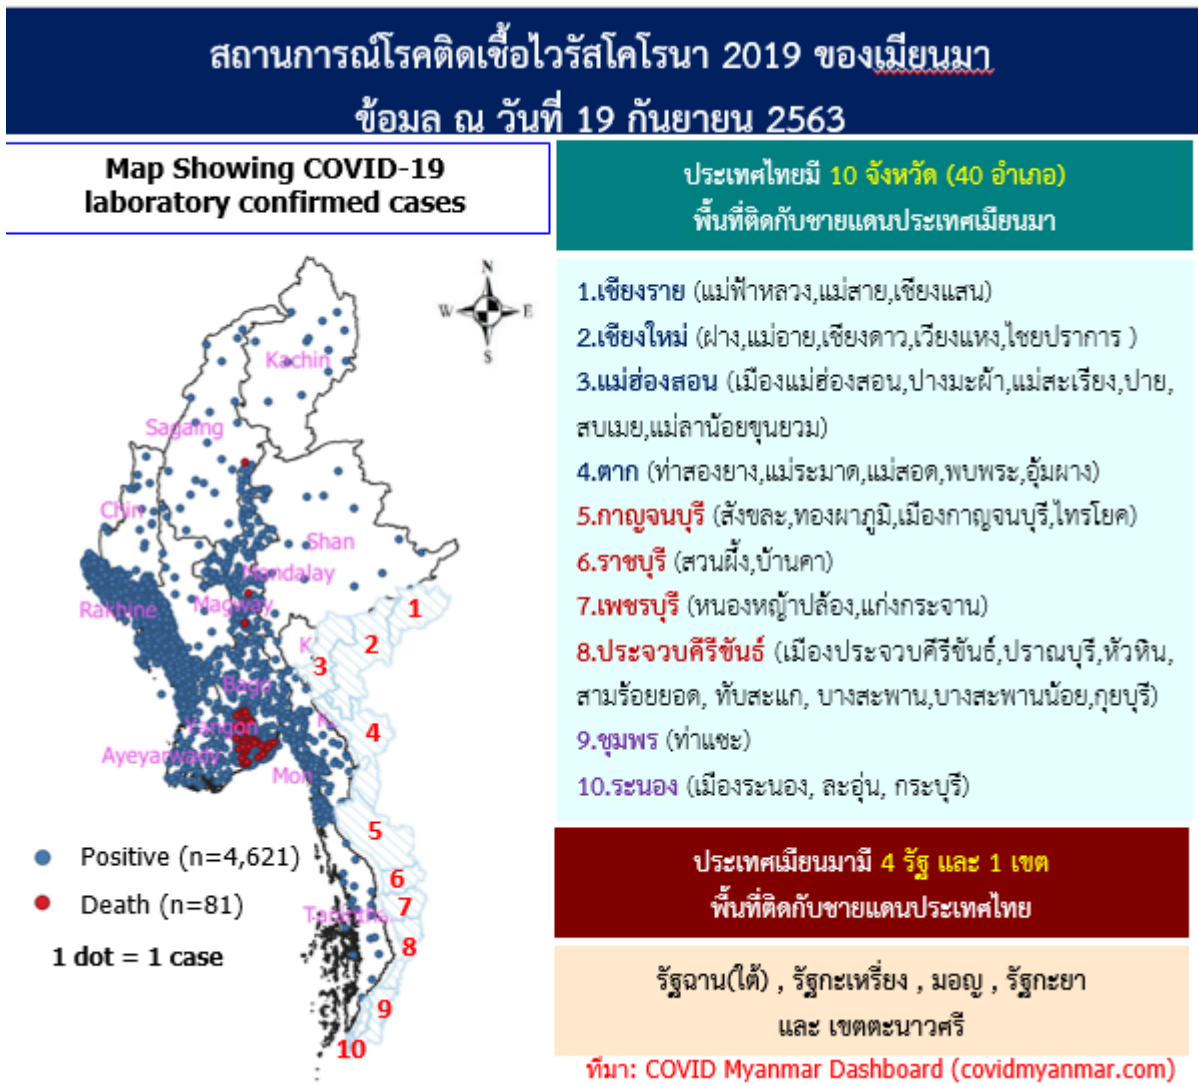 สถานการณ์โรคติดเชื้อไวรัสโคโรนา 2019 ของเมียนมา
ข้อมูล ณ วันที่ 19 กันยายน 2563
Map Showing COVID-19
laboratory confirmed cases
N
W
E
S
Kachin
Sagaing
Chin
Shan
Mandalay
Rakhine
Magway
Bago
Yangon
Ayeyarwady
Mon
1
2
3
4
5
6
7
8
9
10
Positive (n=4,621)
Death (n=81)
1 dot = 1 case
ประเทศไทยมี 10 จังหวัด (40 อำเภอ)
พื้นที่ติดกับชายแดนประเทศเมียนมา
1.เชียงราย (แม่ฟ้าหลวง,แม่สาย,เชียงแสน)
2.เชียงใหม่ (ฝาง,แม่อาย,เชียงดาว,เวียงแหง,ไชยปราการ )
3.แม่ฮ่องสอน (เมืองแม่ฮ่องสอน,ปางมะผ้า,แม่สะเรียง,ปาย,
สบเมย,แม่ลาน้อยขุนยวม)
4.ตาก (ท่าสองยาง,แม่ระมาด,แม่สอด,พบพระ,อุ้มผาง)
5.กาญจนบุรี (สังขละ,ทองผาภูมิ,เมืองกาญจนบุรี,ไทรโยค)
6.ราชบุรี (สวนผึ้ง,บ้านคา)
7.เพชรบุรี (หนองหญ้าปล้อง,แก่งกระจาน)
8.ประจวบคีรีขันธ์ (เมืองประจวบคีรีขันธ์,ปราณบุรี,หัวหิน,
สามร้อยยอด, ทับสะแก, บางสะพาน,บางสะพานน้อย,กุยบุรี)
9.ชุมพร (ท่าแซะ)
10.ระนอง (เมืองระนอง, ละอุ่น, กระบุรี)
ประเทศเมียนมามี 4 รัฐ และ 1 เขต
พื้นที่ติดกับชายแดนประเทศไทย
รัฐฉาน(ใต้) , รัฐกะเหรี่ยง , มอญ , รัฐกะยา
และ เขตตะนาวศรี
ที่มา: COVID Myanmar Dashboard (covidmyanmar.com)